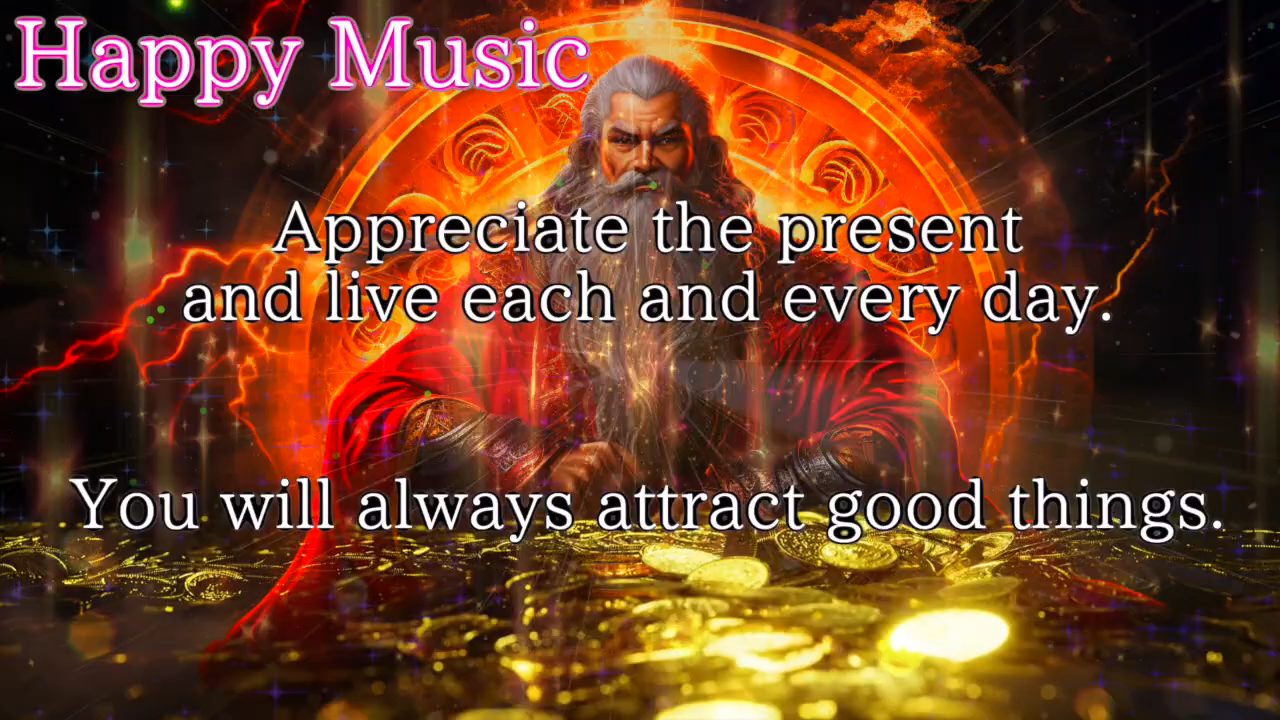 Happy Music
Appreciate the present
and live each and every day.
You will always attract good things.